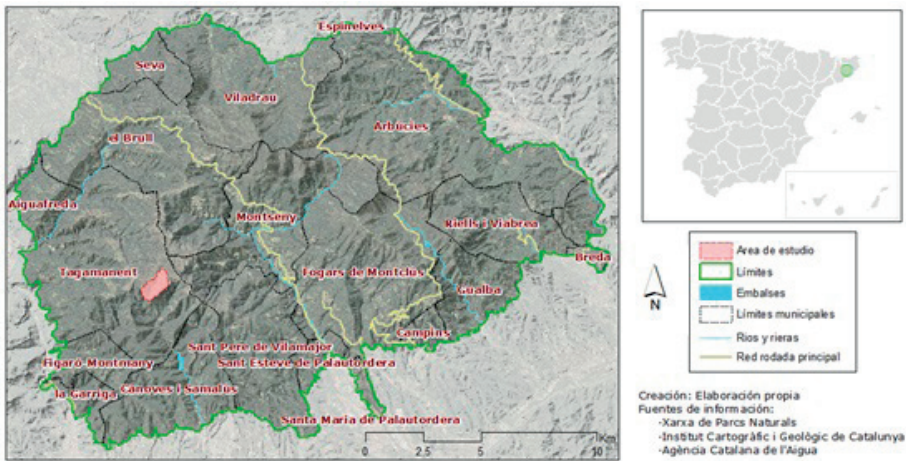 Espinelves
Seva
Viladrau
Arbúcies
el Brull
Aiguafreda
Montseny
Riells i Viabrea
Breda
Tagamanent
Fogars de Montclús
Gualba
Campins
Sant Pere de Vilamajor
Figaró-Montmany
Sant Esteve de Palautordera
la Garriga
Cànoves i Samalús
Santa Maria de Palautordera
0 2.5 5 10 Km
N
Area de estudio
Límites
Embalses
Límites municipales
Rios y rieras
Red rodada principal
Creación: Elaboración propia
Fuentes de información:
-Xarxa de Parcs Naturals
-Institut Cartogràfic i Geològic de Catalunya
-Agència Catalana de l'Aigua